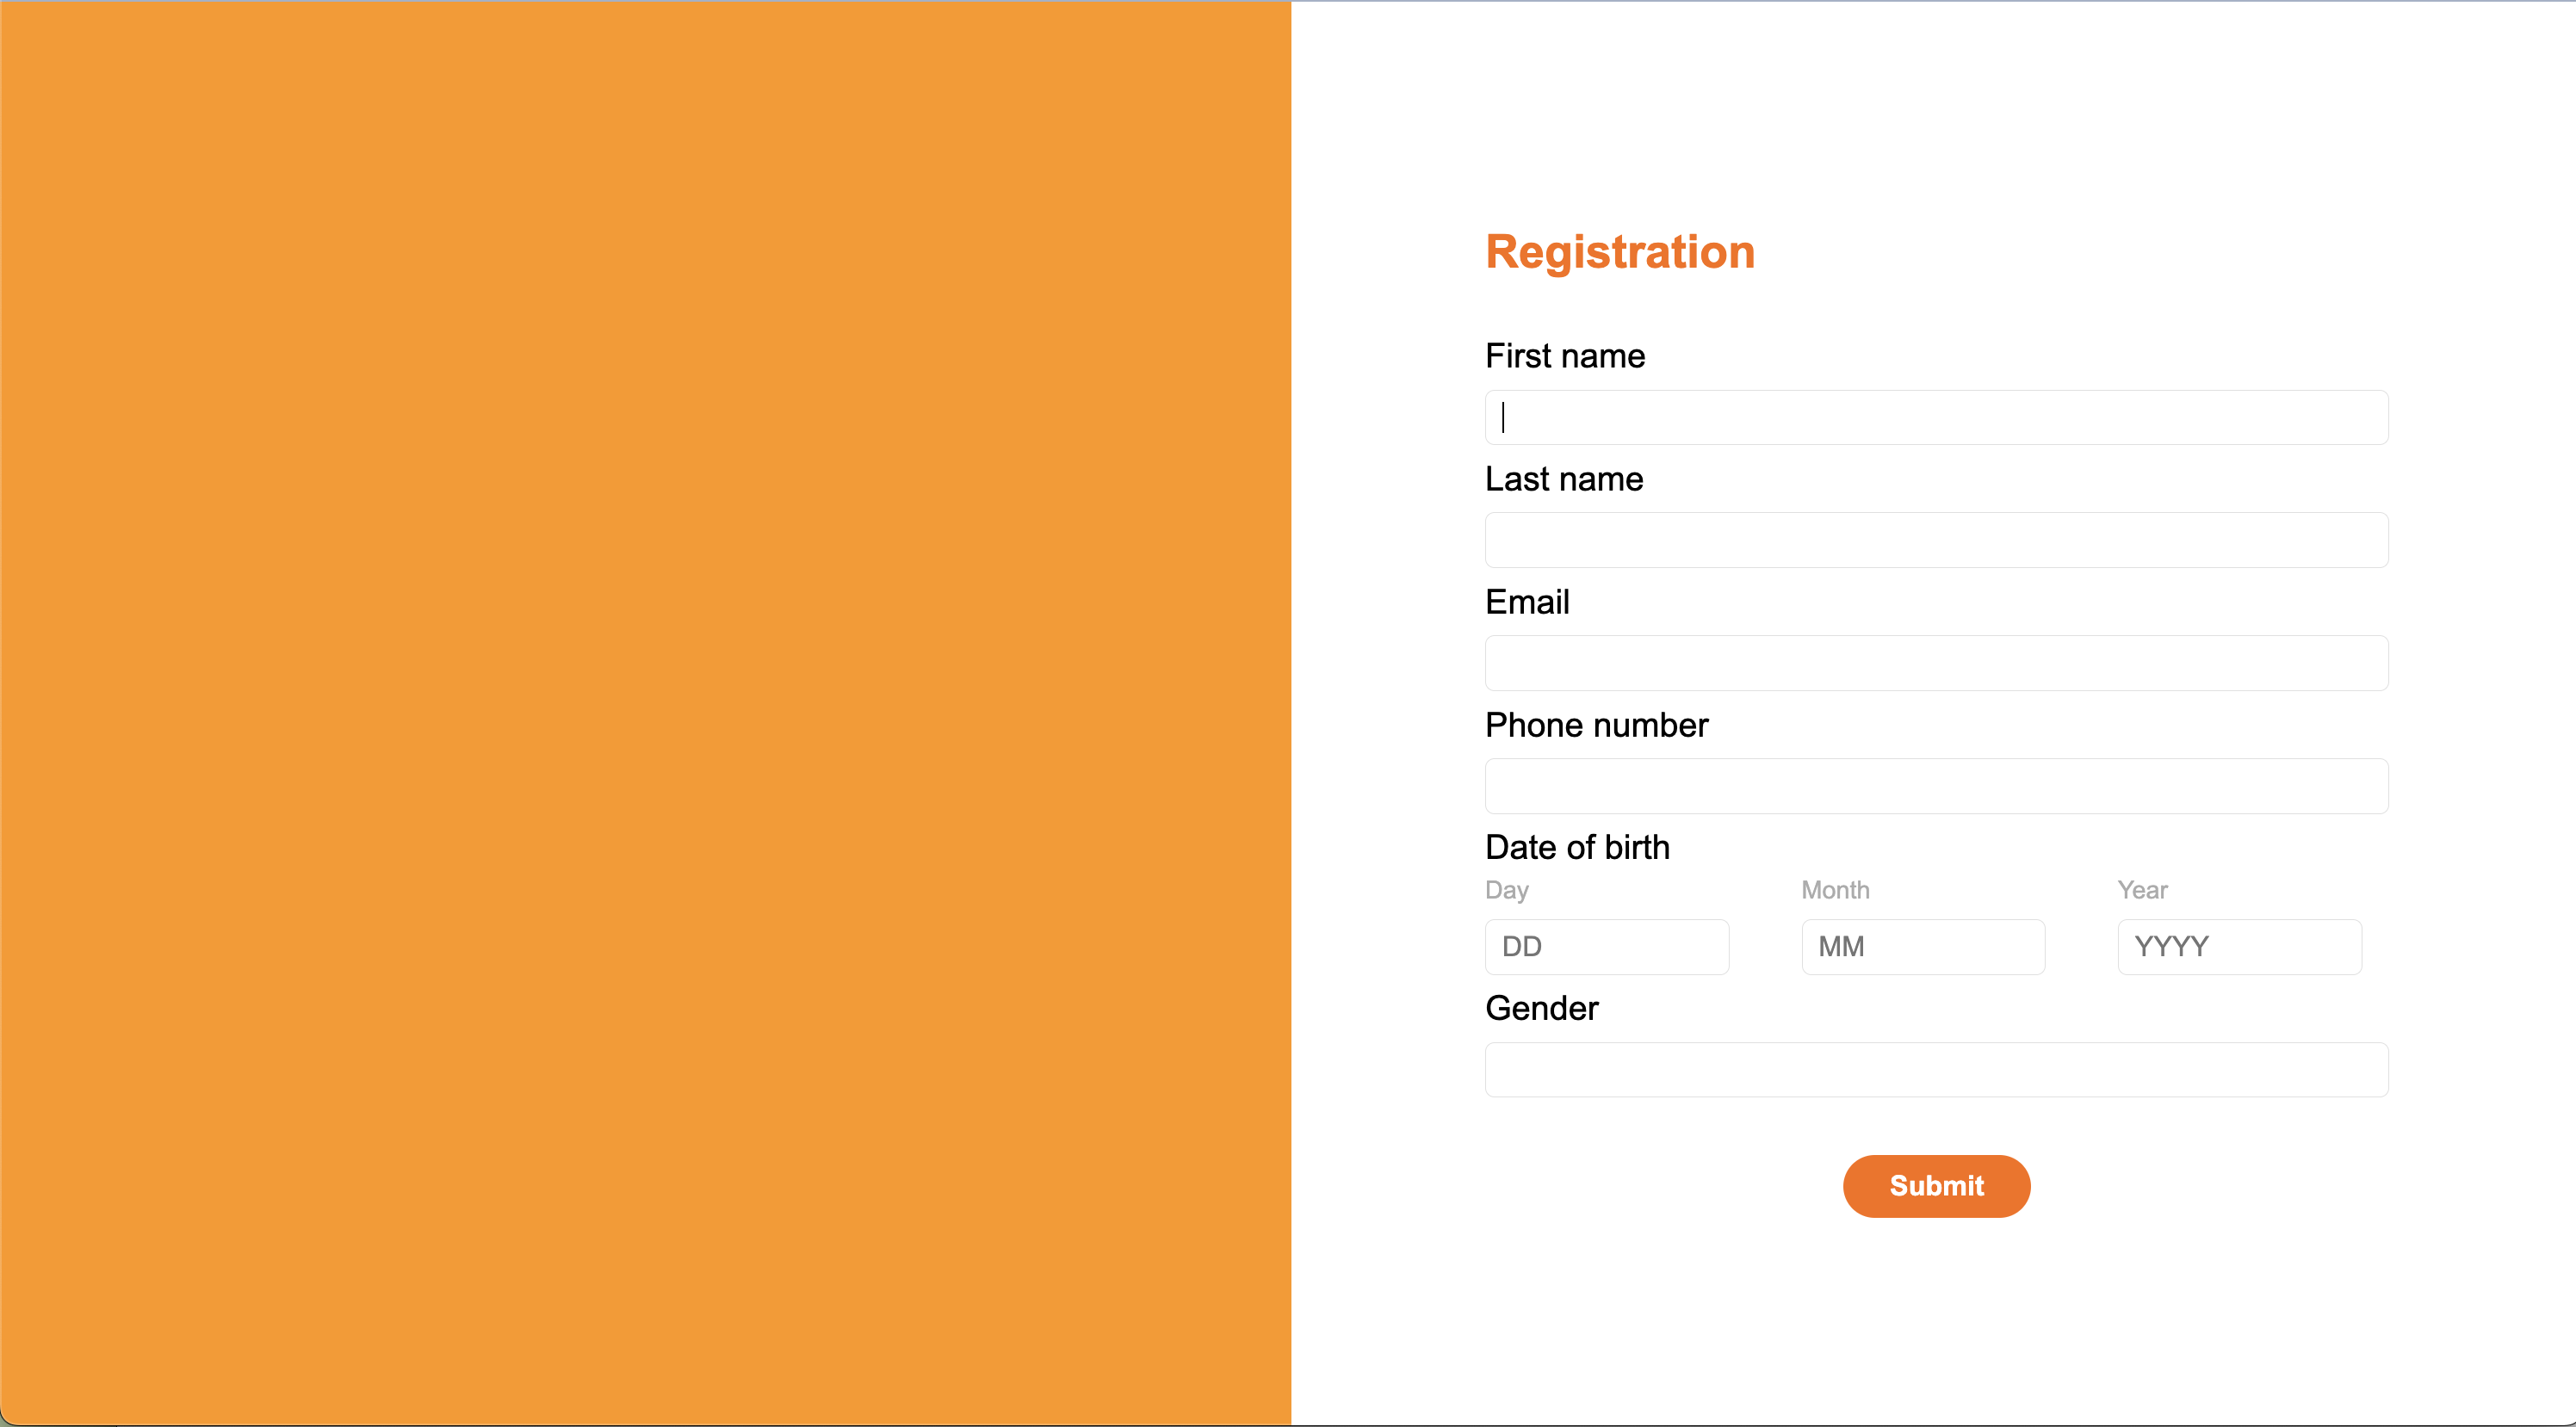 Registration
First name
Last name
Email
Phone number
Date of birth
Day Month Year
DD MM YYYY
Gender
Submit